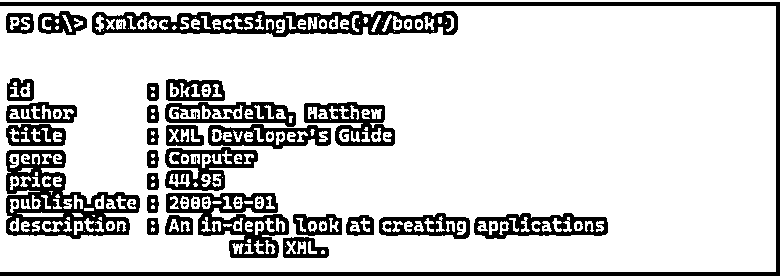 PS C:\> $xmldoc.SelectSingleNode('//book')
id : bk101
author : Gambardella, Matthew
title : XML Developer's Guide
genre : Computer
price : 44.95
publish_date : 2000-10-01
description : An in-depth look at creating applications
with XML.